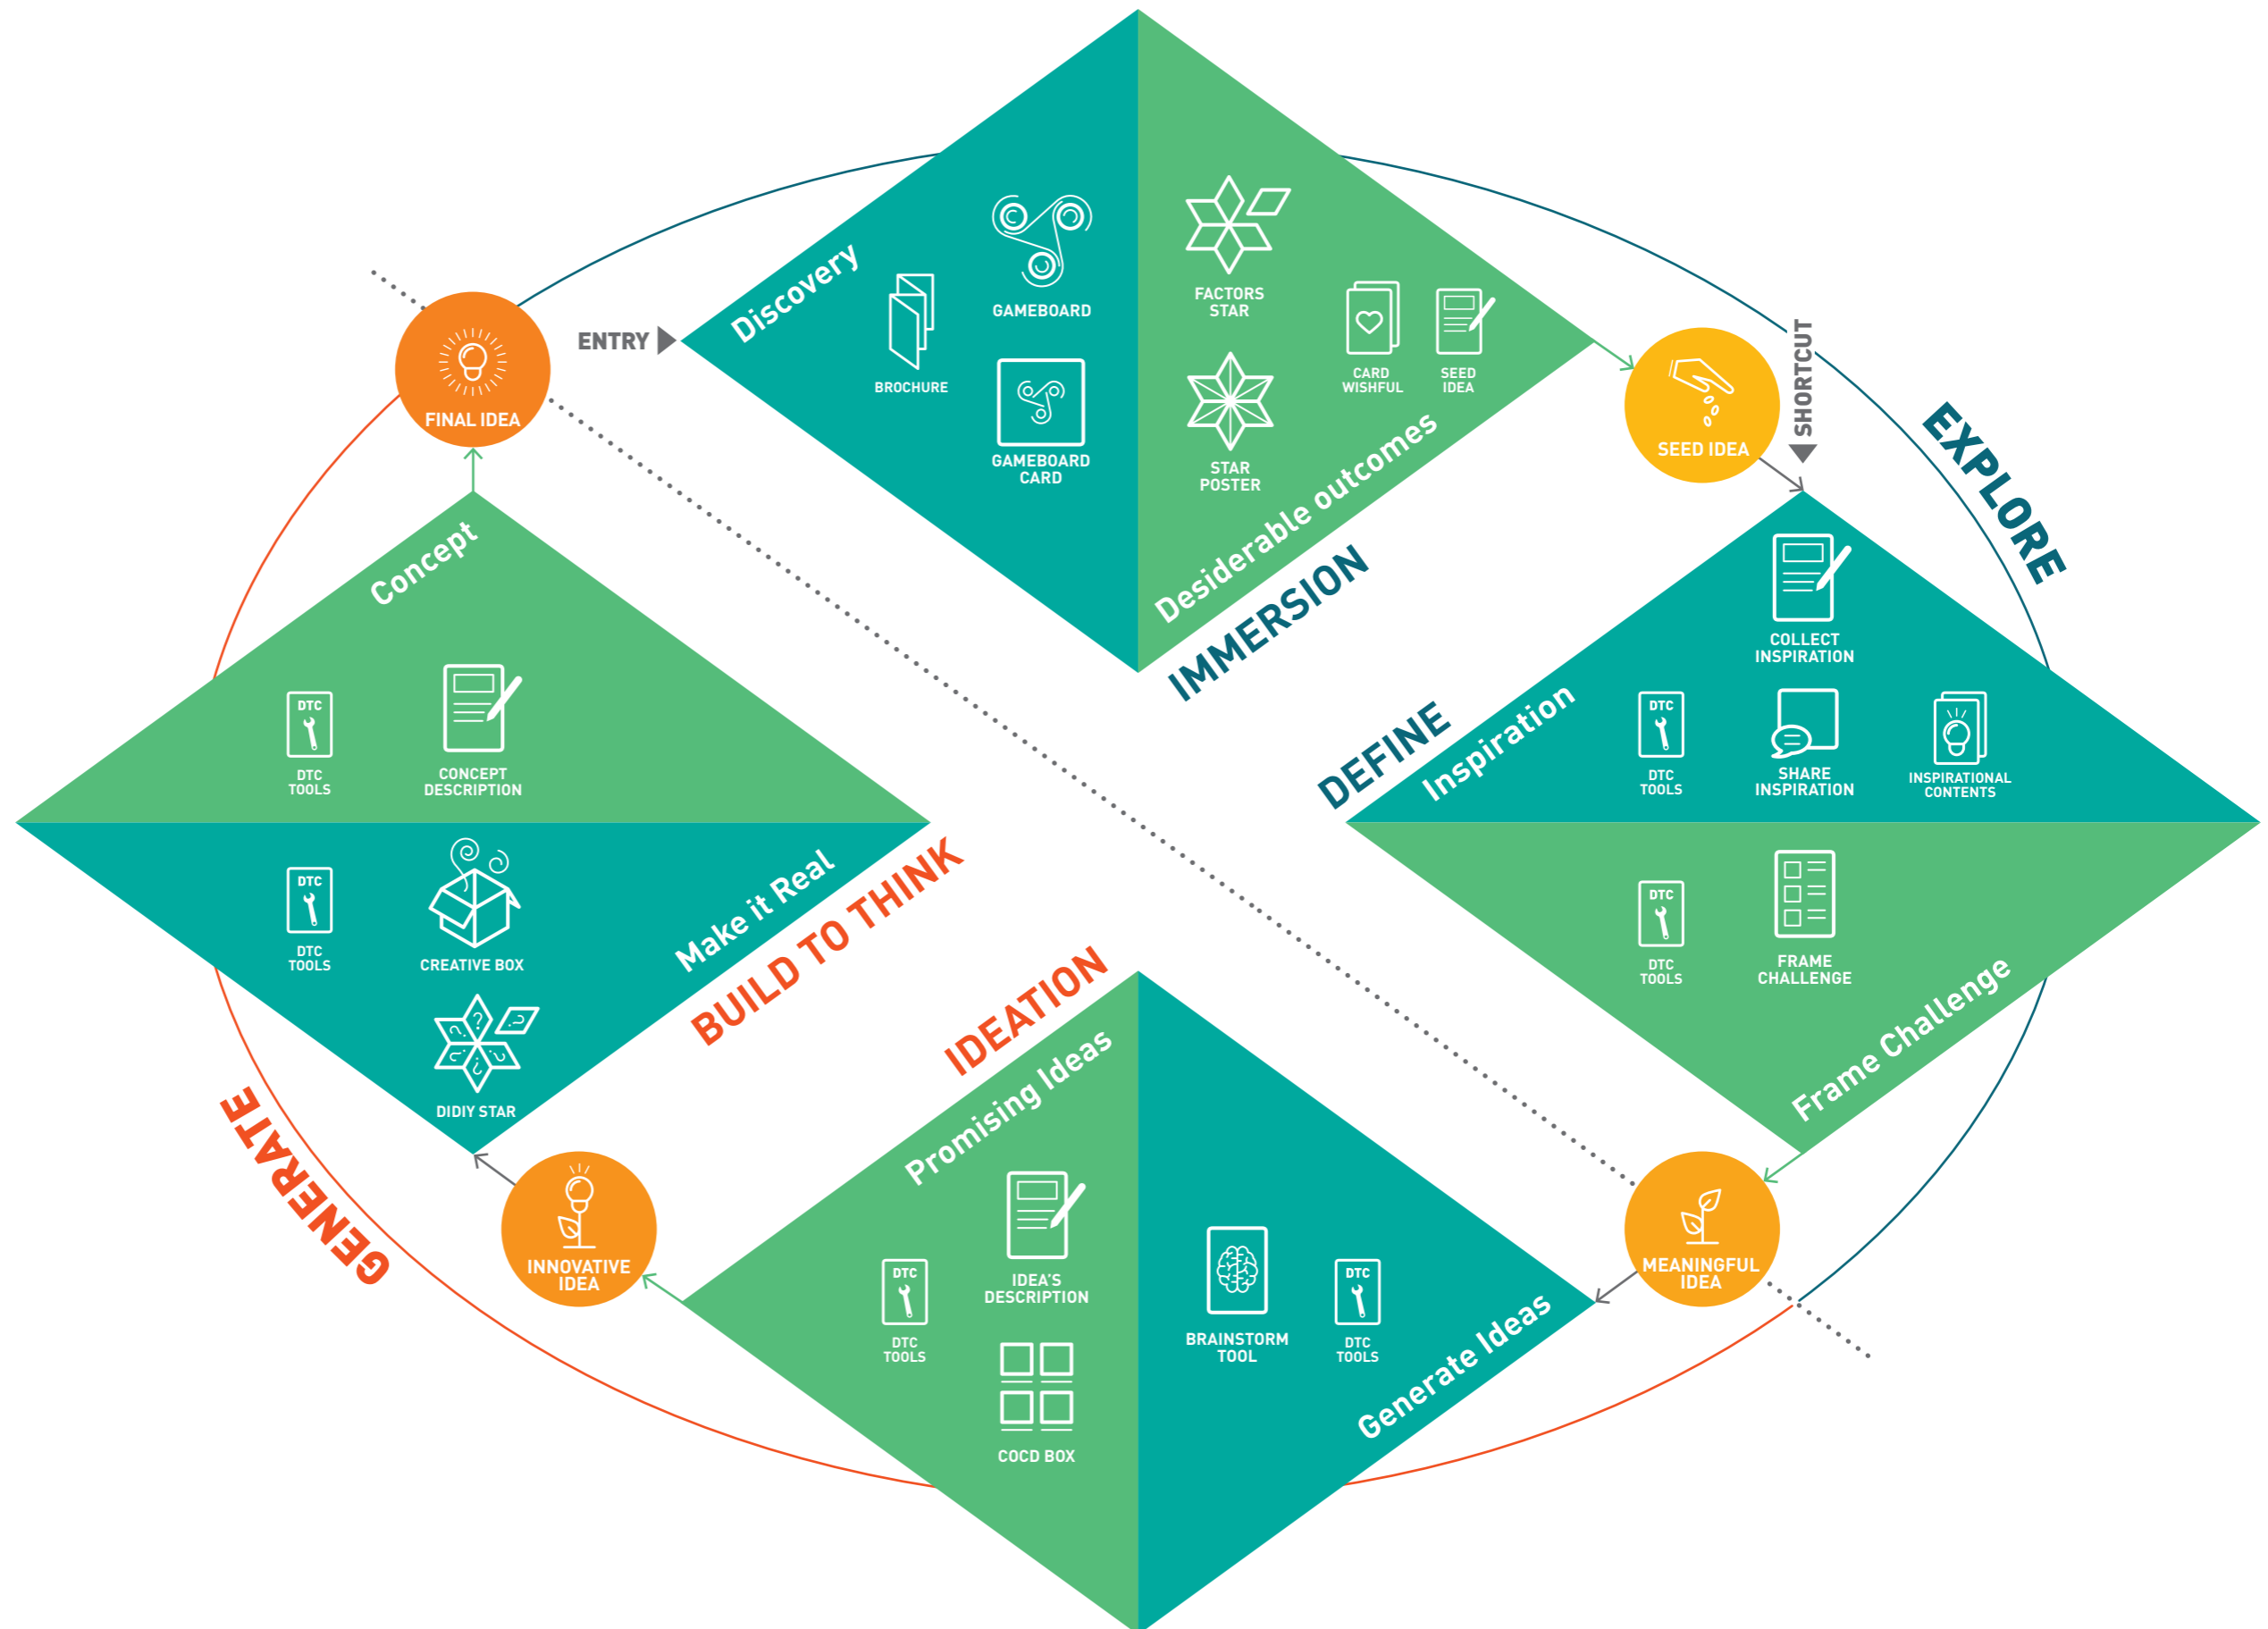 ENTRY
Discovery
BROCHURE
GAMEBOARD
GAMEBOARD
CARD
FACTORS
STAR
STAR
POSTER
CARD
WISHFUL
SEED
IDEA
Desiderable outcomes
IMMERSION
SEED IDEA
SHORTCUT
EXPLORE
DEFINE
Inspiration
COLLECT
INSPIRATION
DTC
DTC
TOOLS
SHARE
INSPIRATION
INSPIRATIONAL
CONTENTS
DTC
DTC
TOOLS
FRAME
CHALLENGE
Frame Challenge
MEANINGFUL
IDEA
Generate Ideas
BRAINSTORM
TOOL
DTC
DTC
TOOLS
IDEATION
Promising Ideas
IDEA'S
DESCRIPTION
DTC
DTC
TOOLS
COCD BOX
INNOVATIVE
IDEA
GENERATE
BUILD TO THINK
Make it Real
DTC
DTC
TOOLS
CREATIVE BOX
? ? ? ? ? ? ?
DIDIY STAR
Concept
DTC
DTC
TOOLS
CONCEPT
DESCRIPTION
FINAL IDEA